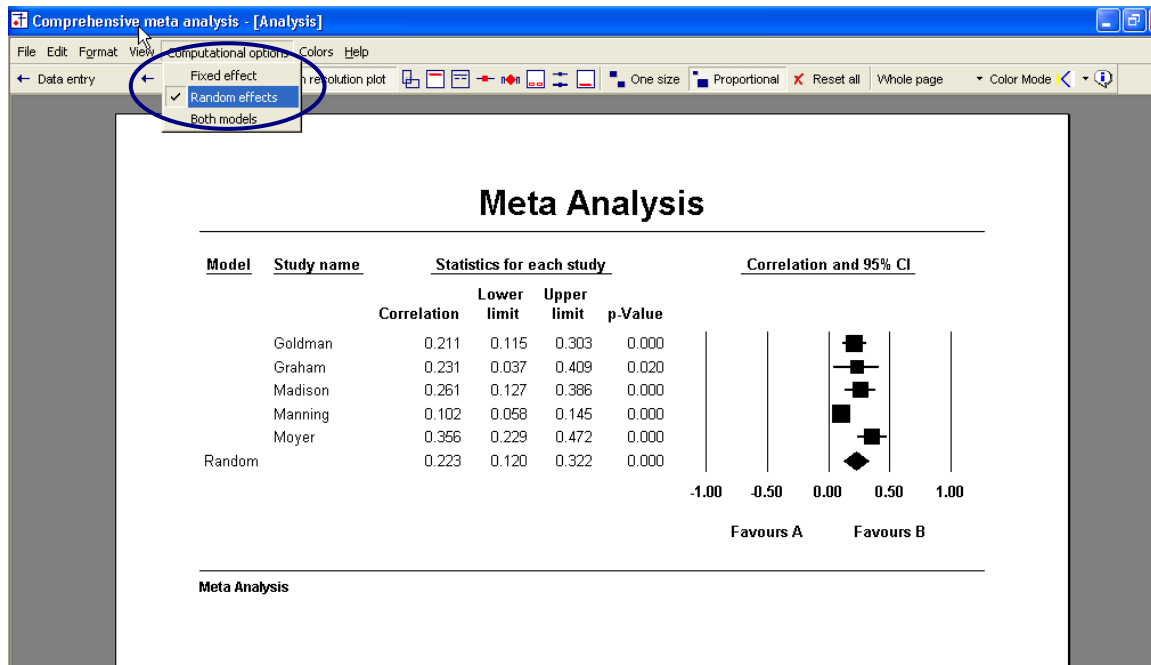 Comprehensive meta analysis - [Analysis]
File Edit Format View Computational options Colors Help
← Data entry ← resolution plot One size Proportional Reset all Whole page Color Mode
Fixed effect
Random effects
Both models
Meta Analysis
Model Study name Statistics for each study Correlation and 95% CI
Lower Upper
Correlation limit limit p-Value
Goldman 0.211 0.115 0.303 0.000
Graham 0.231 0.037 0.409 0.020
Madison 0.261 0.127 0.386 0.000
Manning 0.102 0.058 0.145 0.000
Moyer 0.356 0.229 0.472 0.000
Random 0.223 0.120 0.322 0.000
-1.00 -0.50 0.00 0.50 1.00
Favours A Favours B
Meta Analysis